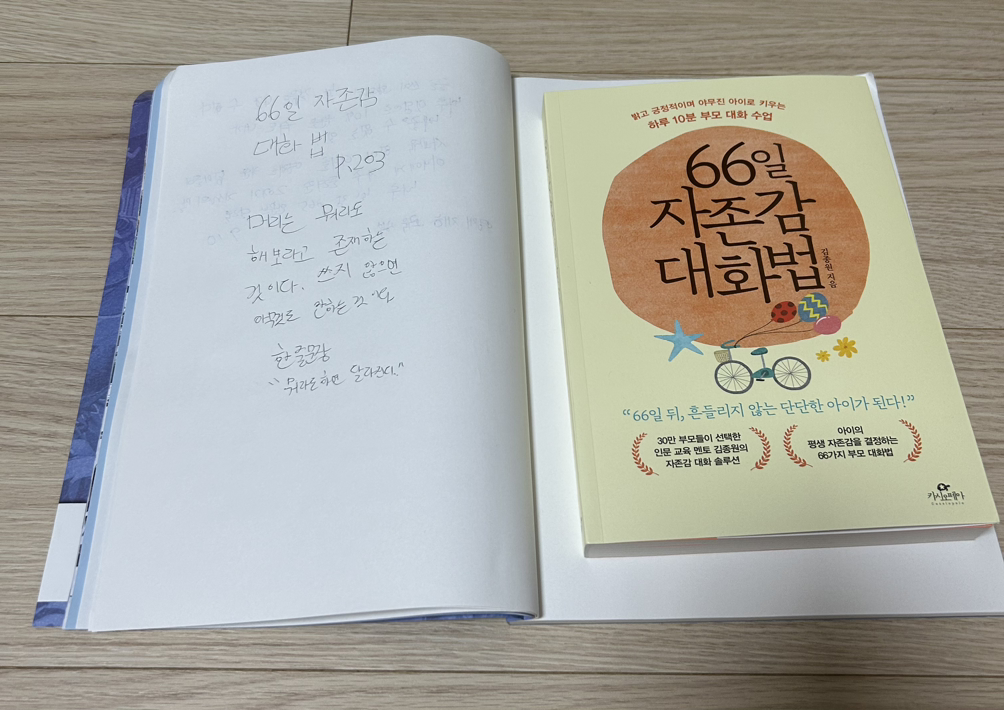 66일 자존감
대화 법
P.203
머리는 뭐라도
해보라고 존재하는
것이다. 쓰지 않으면
아무것도 안하는
한 줄문장
"뭐라도하면 달라진다."
밝고 긍정적이며 야무진 아이로 키우는
하루 10분 부모 대화 수업
66일
자존감
대화법
김종원 지음
“66일 뒤, 흔들리지 않는 단단한 아이가 된다!”
30만 부모들이 선택한
인문 교육 멘토 김종원의
자존감 대화 솔루션
아이의
평생 자존감을 결정하는
66가지 부모 대화법
카시오페아
Cassiopeia